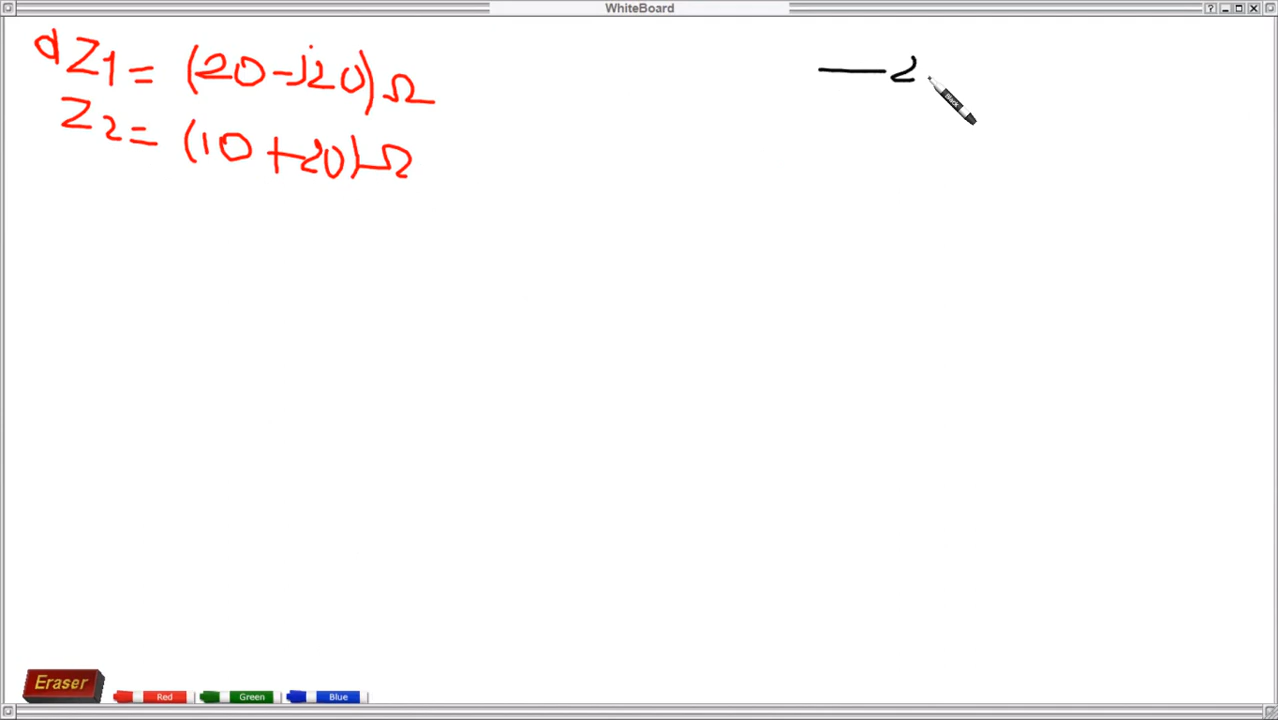 WhiteBoard
d Z1 = (20-j20) Ω
Z2 = (10+20) Ω
Eraser
Red
Green
Blue